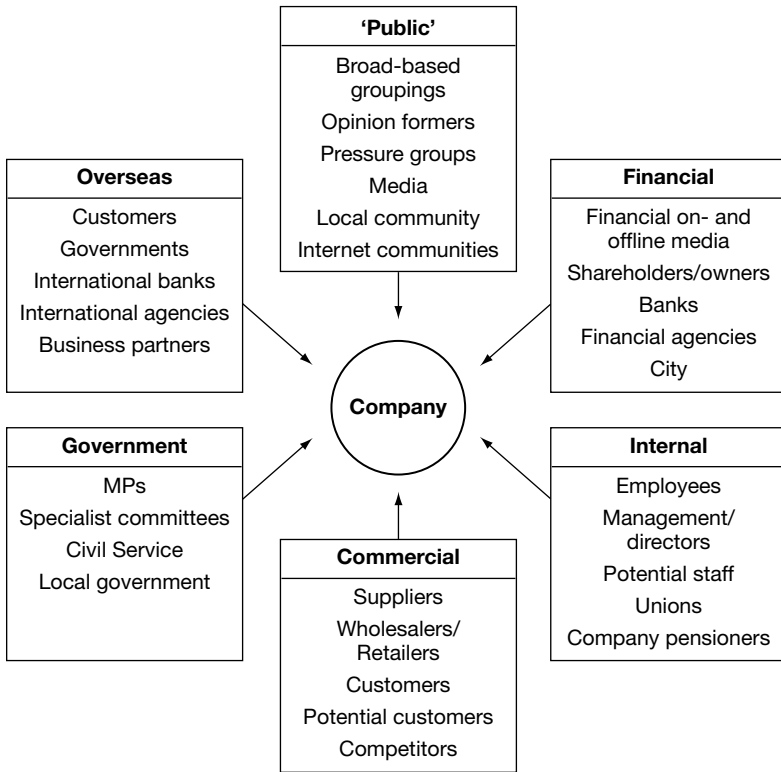 ‘Public’
Broad-based
groupings
Opinion formers
Pressure groups
Media
Local community
Internet communities
Overseas
Customers
Governments
International banks
International agencies
Business partners
Financial
Financial on- and
offline media
Shareholders/owners
Banks
Financial agencies
City
Company
Government
MPs
Specialist committees
Civil Service
Local government
Commercial
Suppliers
Wholesalers/
Retailers
Customers
Potential customers
Competitors
Internal
Employees
Management/
directors
Potential staff
Unions
Company pensioners